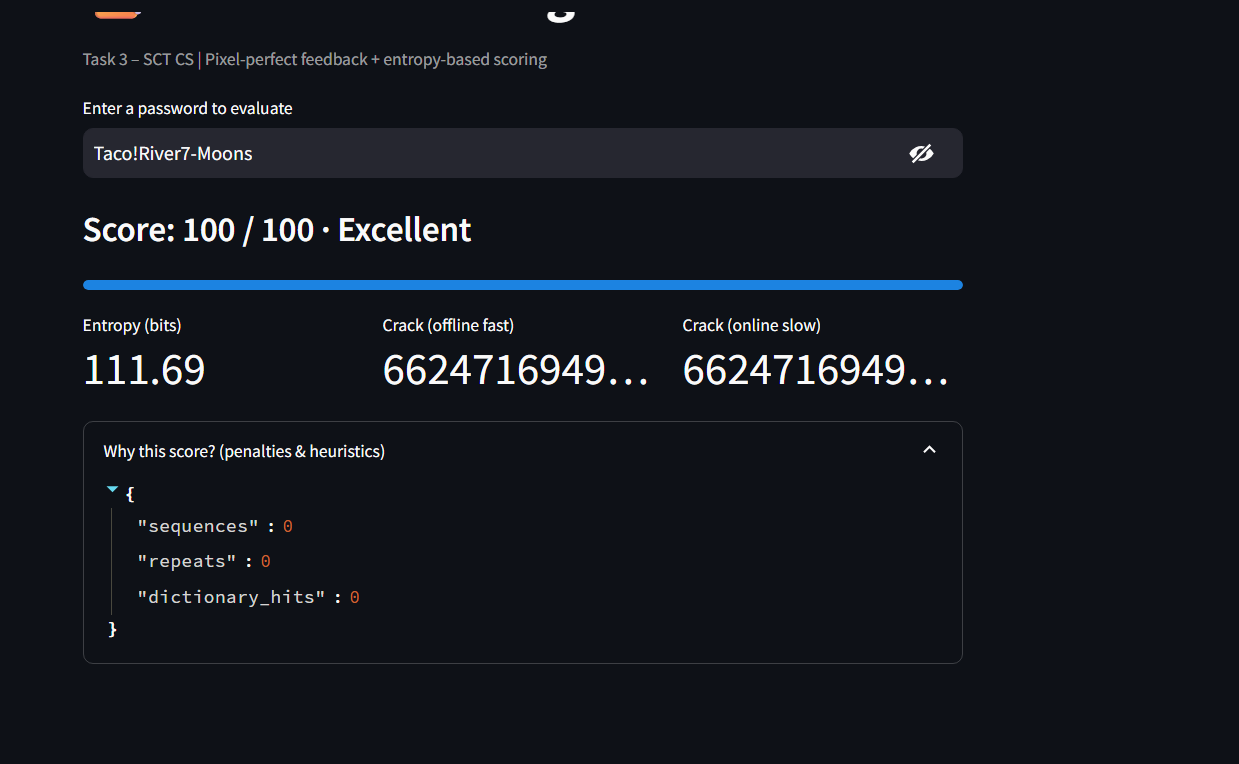 Task 3 – SCT CS | Pixel-perfect feedback + entropy-based scoring
Enter a password to evaluate
Taco!River7-Moons
Score: 100 / 100 · Excellent
Entropy (bits) Crack (offline fast) Crack (online slow)
111.69 6624716949... 6624716949...
Why this score? (penalties & heuristics)
{
"sequences" : 0
"repeats" : 0
"dictionary_hits" : 0
}